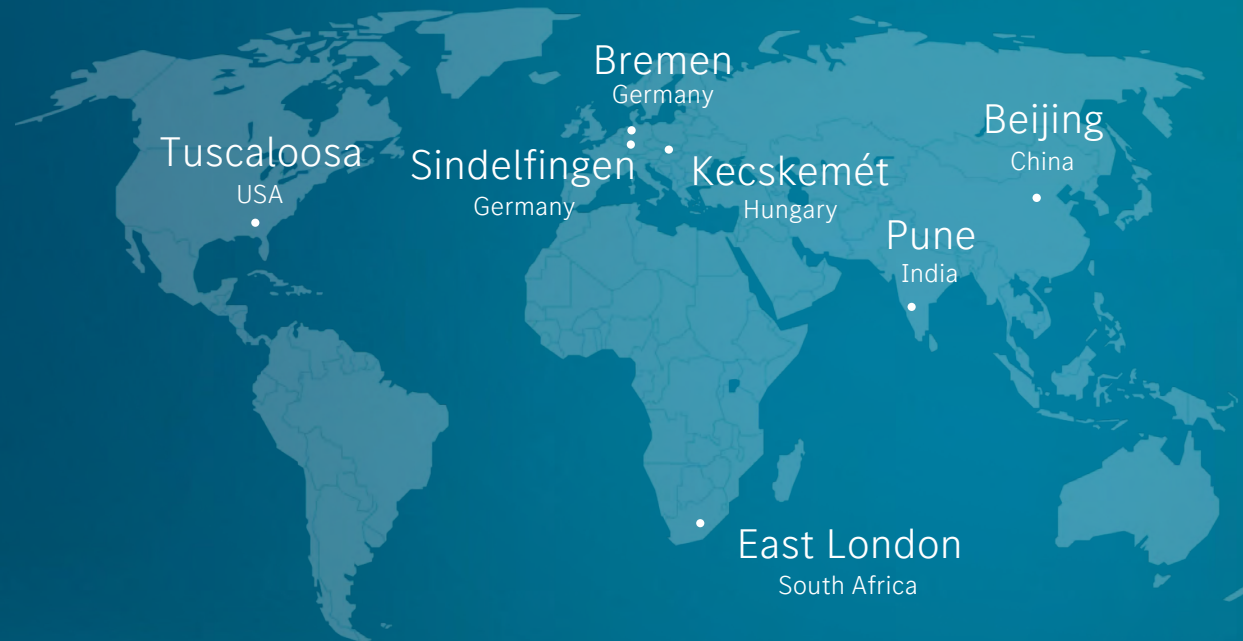 Bremen
Germany
Tuscaloosa
USA
Sindelfingen
Germany
Kecskemét
Hungary
Beijing
China
Pune
India
East London
South Africa